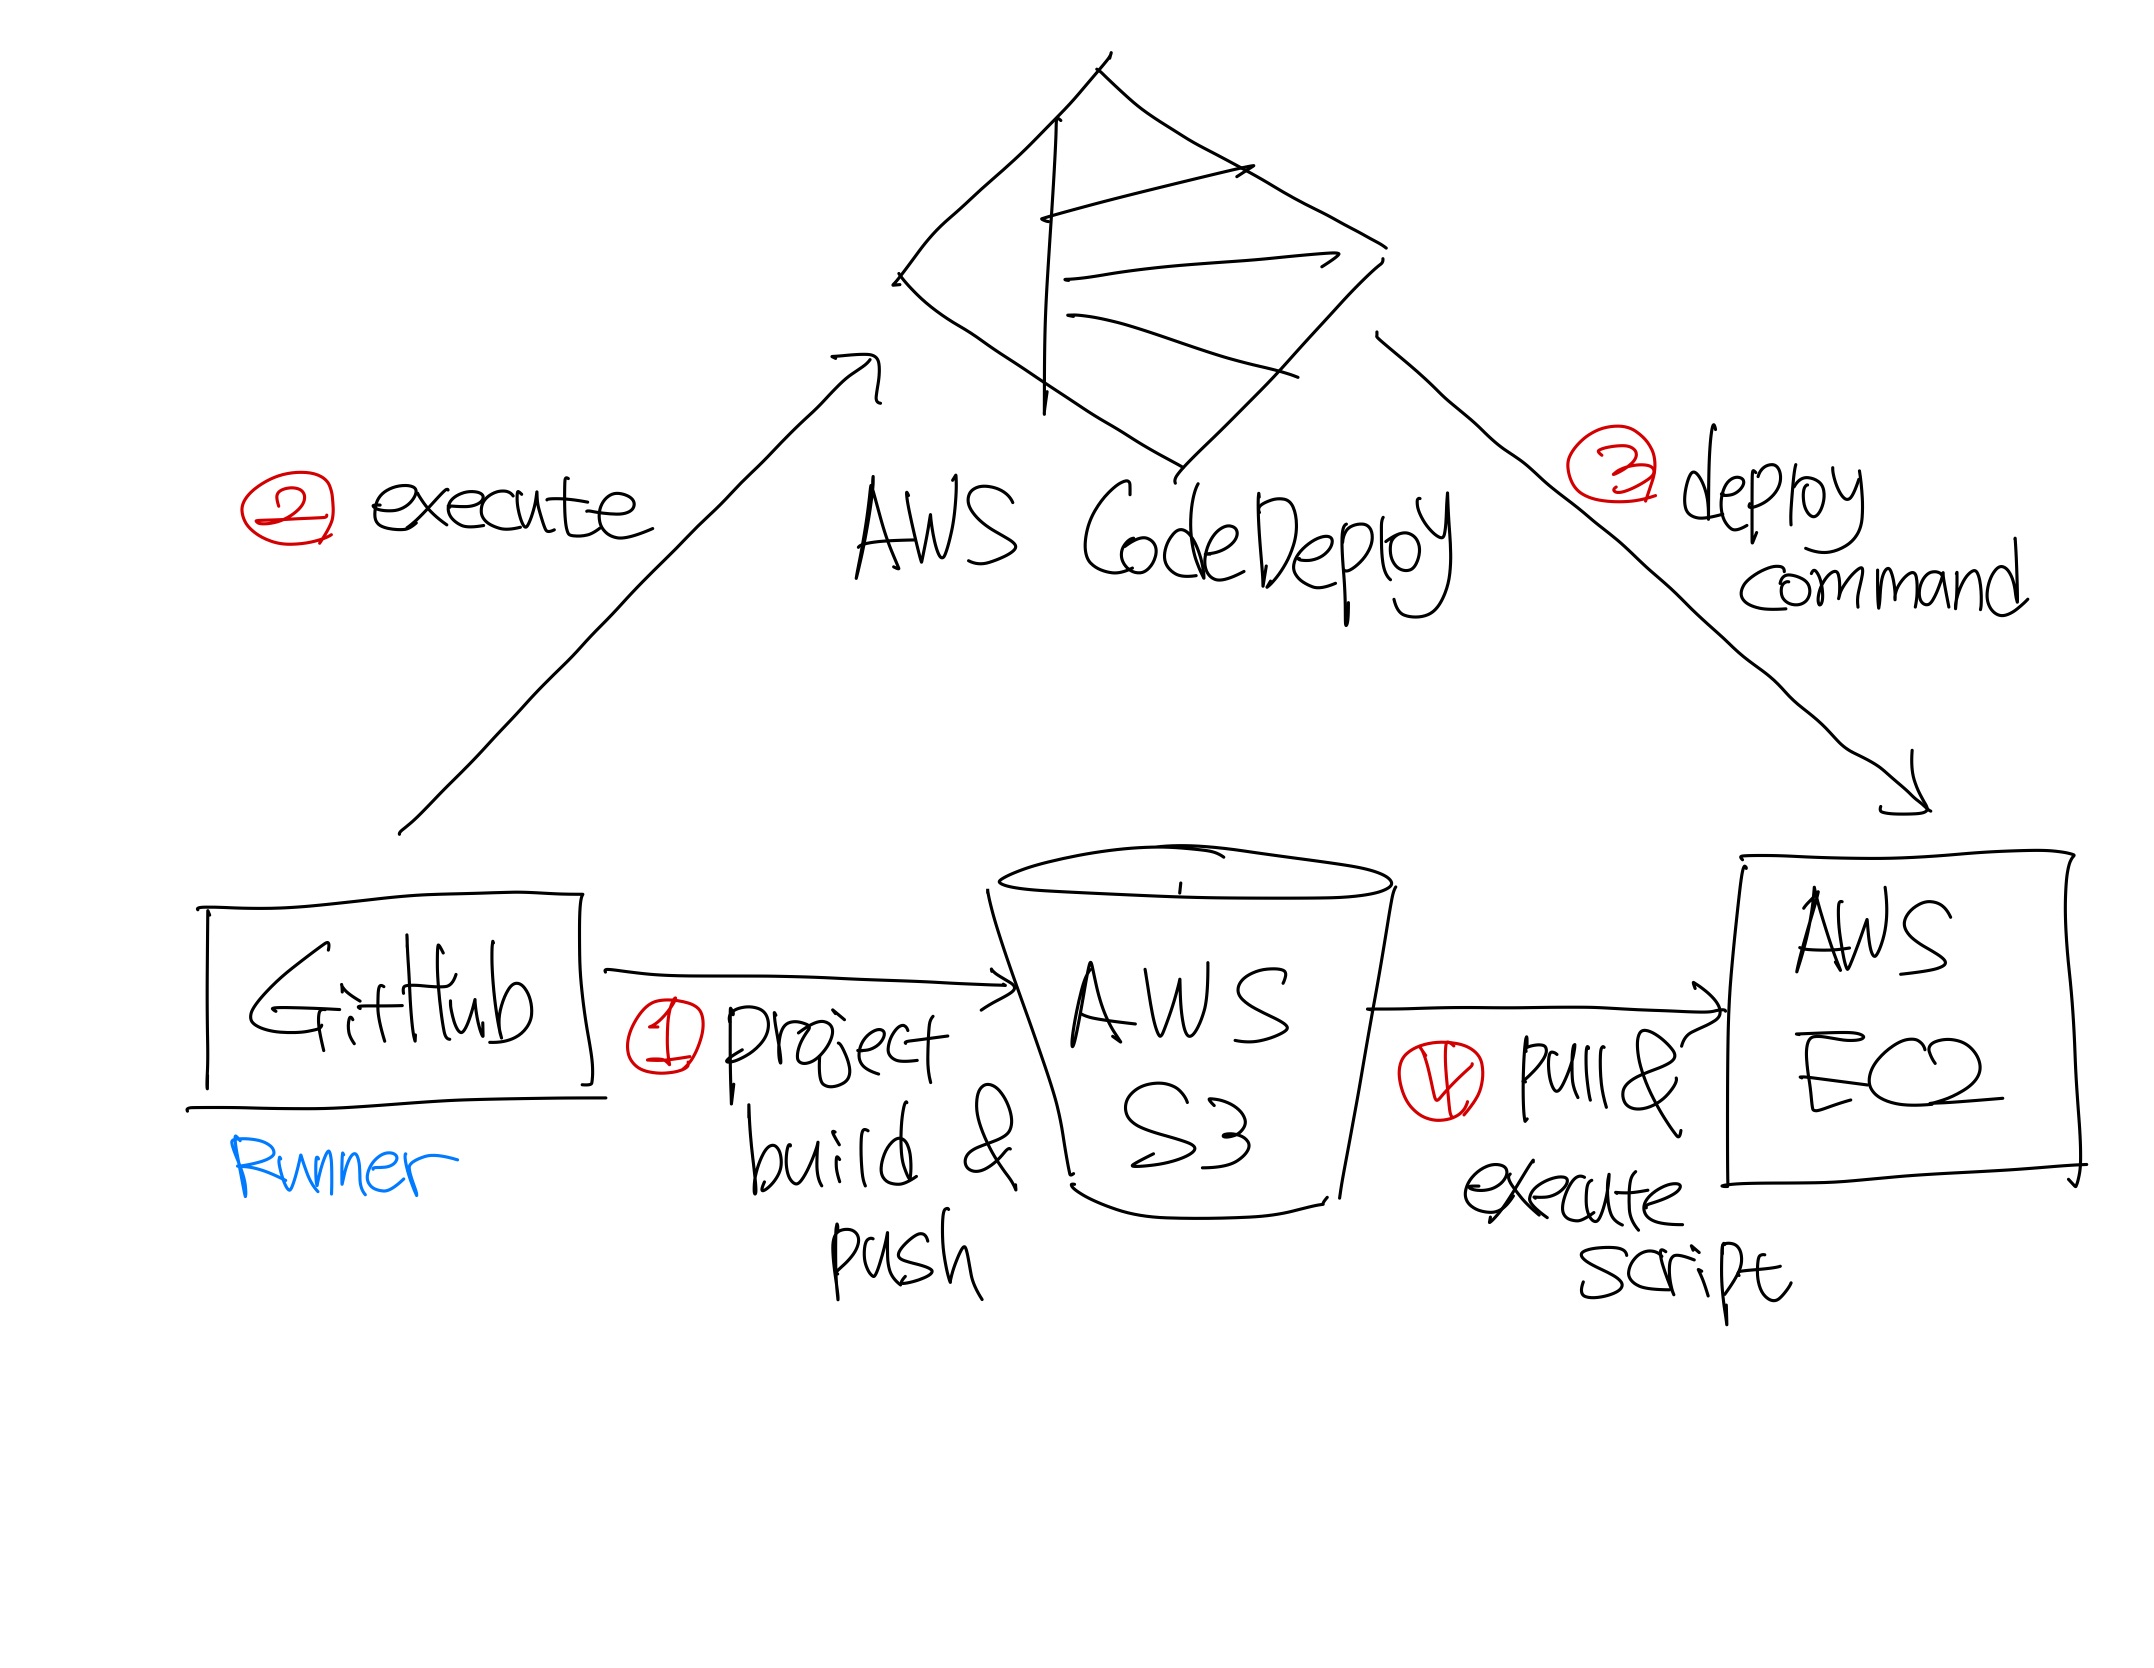 ② execute
AWS CodeDeploy
③ deploy
command
GitHub
Runner
① project
build &
push
AWS
S3
④ pull &
execute
script
AWS
EC2